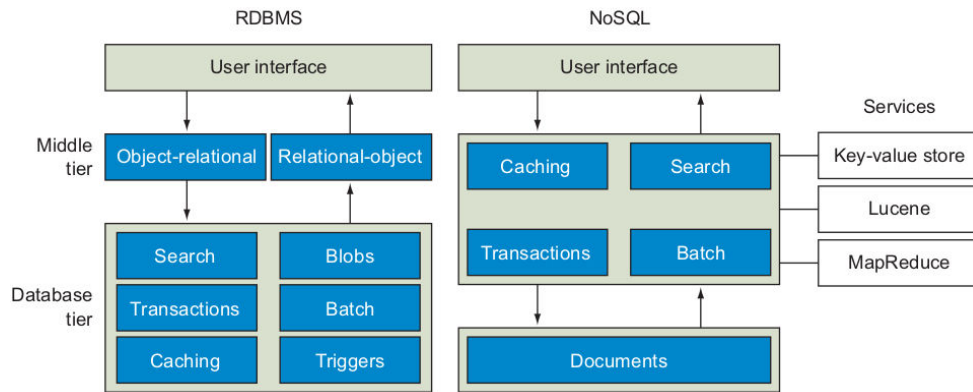 RDBMS
NoSQL
User interface
User interface
Services
Middle
tier
Object-relational
Relational-object
Caching
Search
Key-value store
Lucene
Search
Blobs
Transactions
Batch
MapReduce
Database
tier
Transactions
Batch
Caching
Triggers
Documents